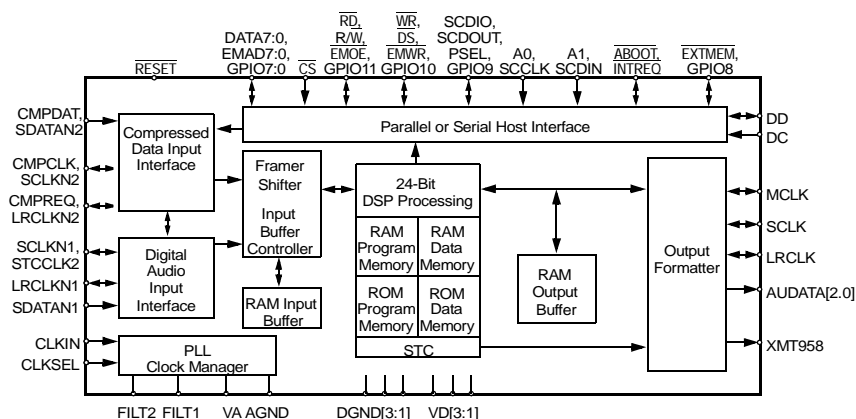 DATA7:0,
EMAD7:0,
GPIO7:0
RD,
R/W,
EMOE,
GPIO11
WR,
DS,
EMWR,
GPIO10
SCDIO,
SCDOUT,
PSEL,
GPIO9
A0,
SCCLK
A1,
SCDIN
ABOOT,
INTREQ
EXTMEM,
GPIO8
RESET
CS
CMPDAT,
SDATAN2
CMPCLK,
SCLKN2
CMPREQ,
LRCLKN2
SCLKN1,
STCCLK2
LRCLKN1
SDATAN1
CLKIN
CLKSEL
Compressed
Data Input
Interface
Digital
Audio
Input
Interface
Framer
Shifter
Input
Buffer
Controller
RAM Input
Buffer
PLL
Clock Manager
Parallel or Serial Host Interface
24-Bit
DSP Processing
RAM
Program
Memory
RAM
Data
Memory
ROM
Program
Memory
ROM
Data
Memory
STC
RAM
Output
Buffer
Output
Formatter
DD
DC
MCLK
SCLK
LRCLK
AUDATA[2.0]
XMT958
FILT2 FILT1 VA AGND DGND[3:1] VD[3:1]